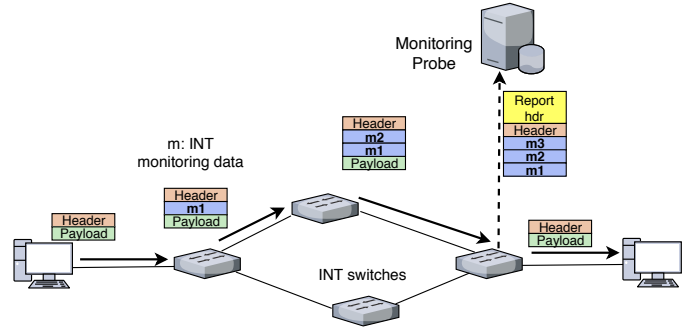 Monitoring
Probe
Report
hdr
Header
m3
m2
m1
Header
m2
m1
Payload
m: INT
monitoring data
Header
m1
Payload
Header
Payload
Header
Payload
INT switches